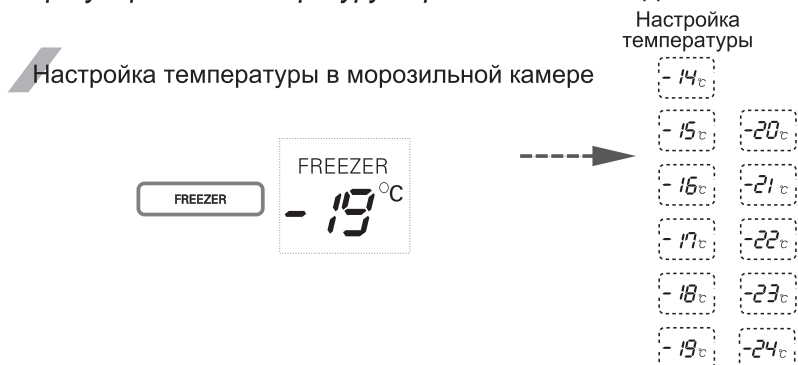 Настройка
температуры
Настройка температуры в морозильной камере
FREEZER
FREEZER
- 19 °C
- 14 °C
- 15 °C
-20 °C
- 16 °C
-21 °C
- 17 °C
-22 °C
- 18 °C
-23 °C
- 19 °C
-24 °C